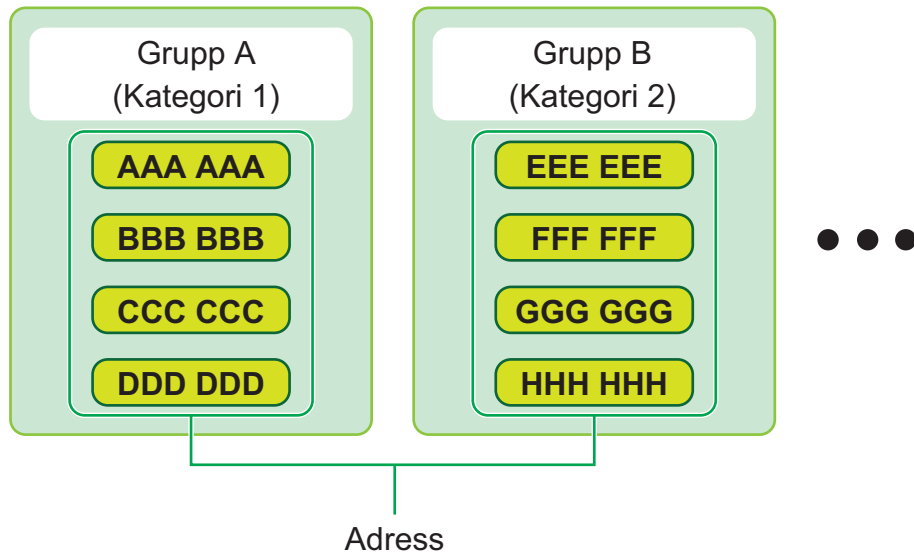 Grupp A
(Kategori 1)
AAA AAA
BBB BBB
CCC CCC
DDD DDD
Grupp B
(Kategori 2)
EEE EEE
FFF FFF
GGG GGG
HHH HHH
Adress